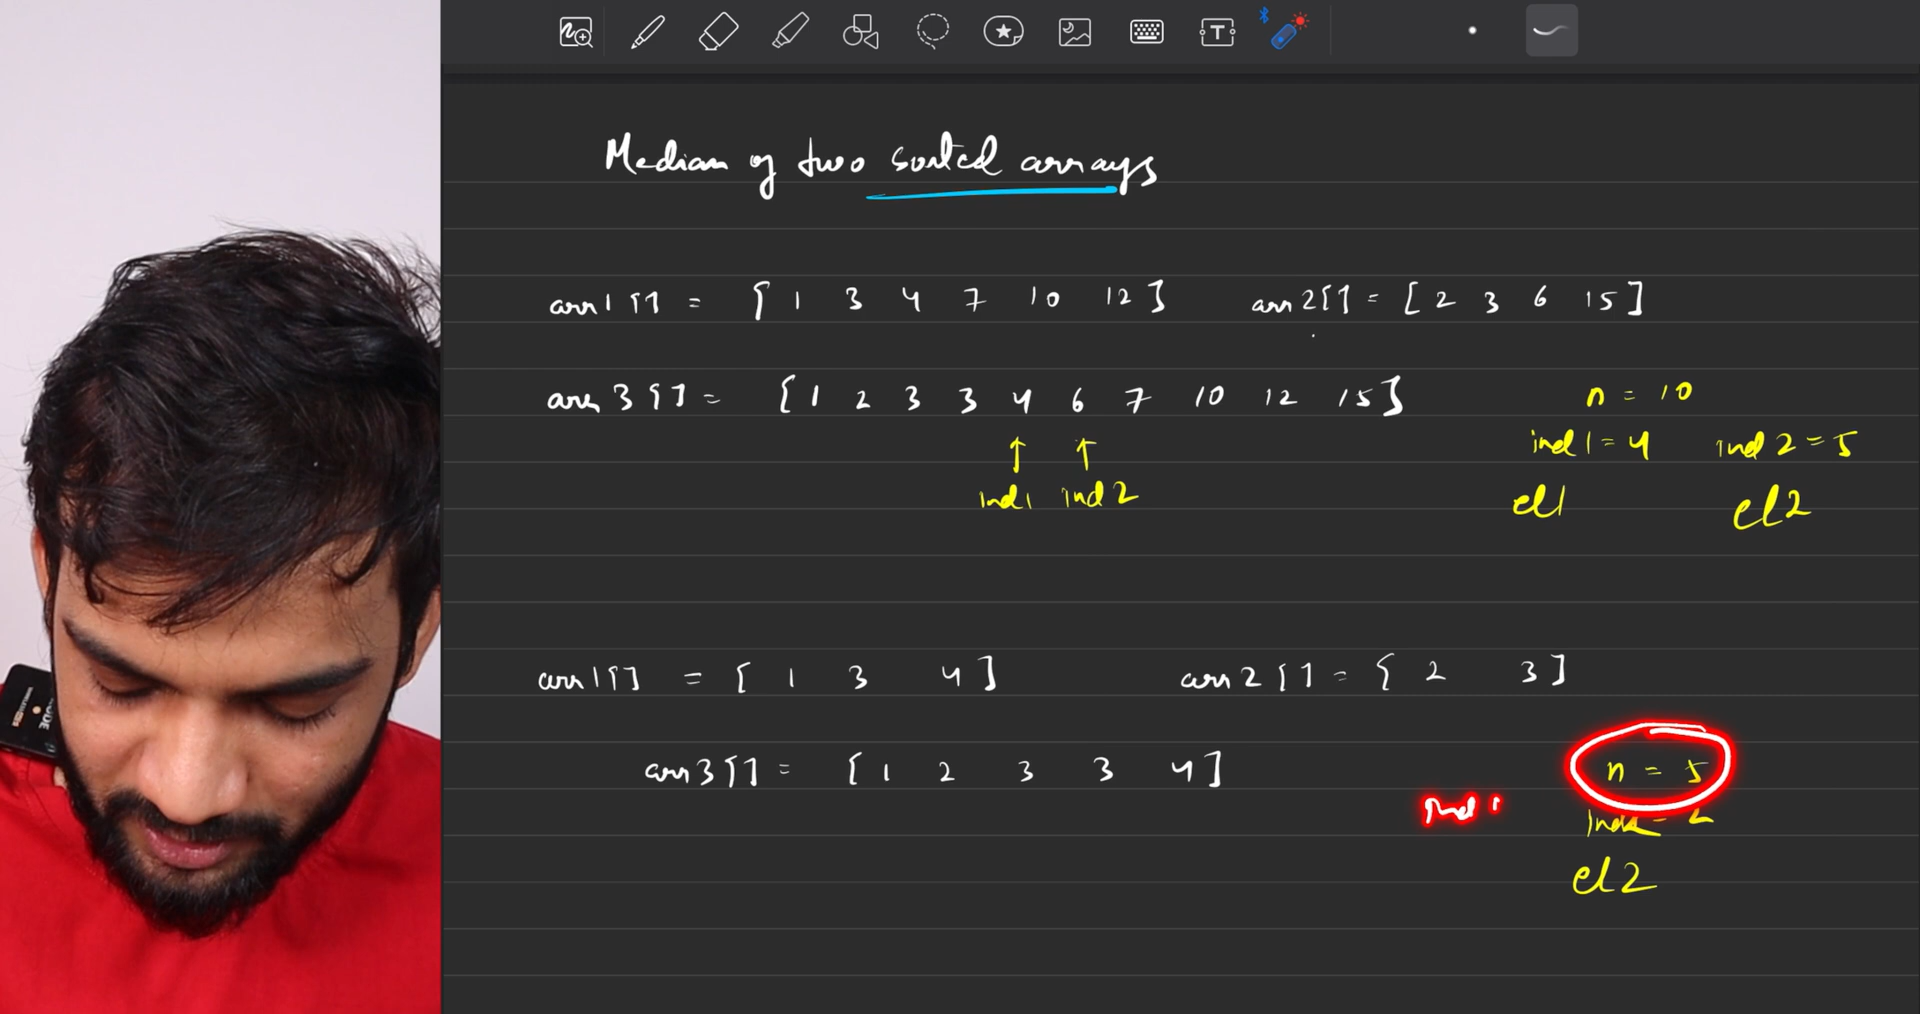 Median of two sorted arrays
arr1[] = [ 1 3 4 7 10 12 ] arr2[] = [ 2 3 6 15 ]
arr3[] = [ 1 2 3 3 4 6 7 10 12 15 ] n = 10
ind1 = 4 ind2 = 5
ind1 ind2 el1 el2
arr1[] = [ 1 3 4 ] arr2[] = [ 2 3 ]
arr3[] = [ 1 2 3 3 4 ] n = 5
ind1 = 2
el2